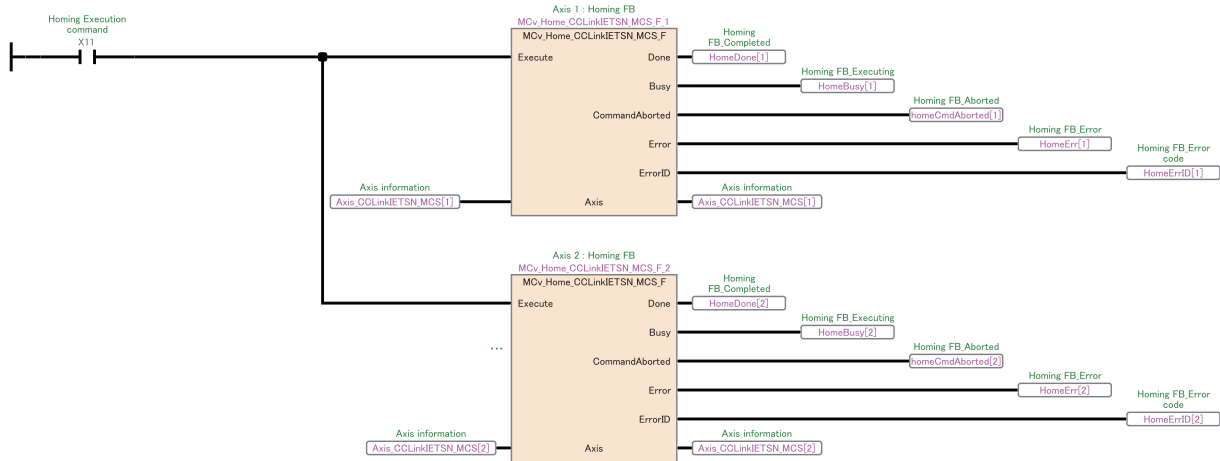 Axis 1 : Homing FB
Homing Execution
command
MCv_Home_CCLinkIETSN_MCS_F_1
X11
MCv_Home_CCLinkIETSN_MCS_F
Homing
FB_Completed
Execute
Done
HomeDone[1]
Homing FB_Executing
Busy
HomeBusy[1]
Homing FB_Aborted
CommandAborted
homeCmdAborted[1]
Homing FB_Error
Error
HomeErr[1]
Homing FB_Error
code
ErrorID
HomeErrID[1]
Axis information
Axis information
Axis_CCLinkIETSN_MCS[1]
Axis
Axis_CCLinkIETSN_MCS[1]
Axis 2 : Homing FB
MCv_Home_CCLinkIETSN_MCS_F_2
MCv_Home_CCLinkIETSN_MCS_F
Homing
FB_Completed
Execute
Done
HomeDone[2]
Homing FB_Executing
Busy
HomeBusy[2]
...
Homing FB_Aborted
CommandAborted
homeCmdAborted[2]
Homing FB_Error
Error
HomeErr[2]
Homing FB_Error
code
ErrorID
HomeErrID[2]
Axis information
Axis information
Axis_CCLinkIETSN_MCS[2]
Axis
Axis_CCLinkIETSN_MCS[2]